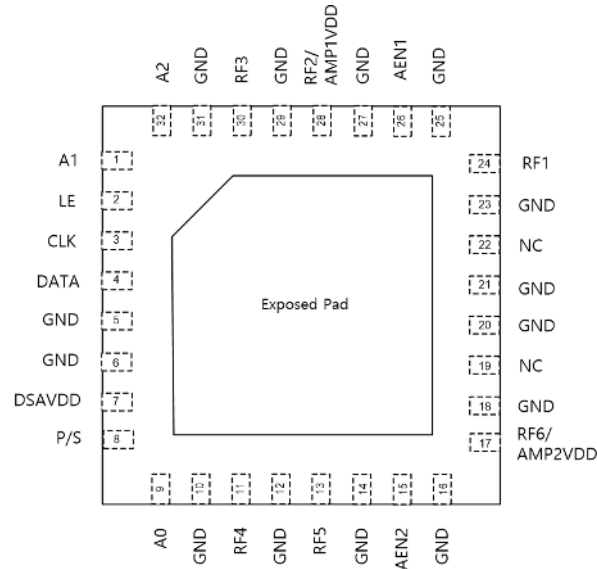 A2
GND
RF3
GND
RF2/
AMP1VDD
GND
AEN1
GND
32
31
30
29
28
27
26
25
A1
1
LE
2
CLK
3
DATA
4
GND
5
GND
6
DSAVDD
7
P/S
8
Exposed Pad
24
RF1
23
GND
22
NC
21
GND
20
GND
19
NC
18
GND
17
RF6/
AMP2VDD
9
10
11
12
13
14
15
16
A0
GND
RF4
GND
RF5
GND
AEN2
GND